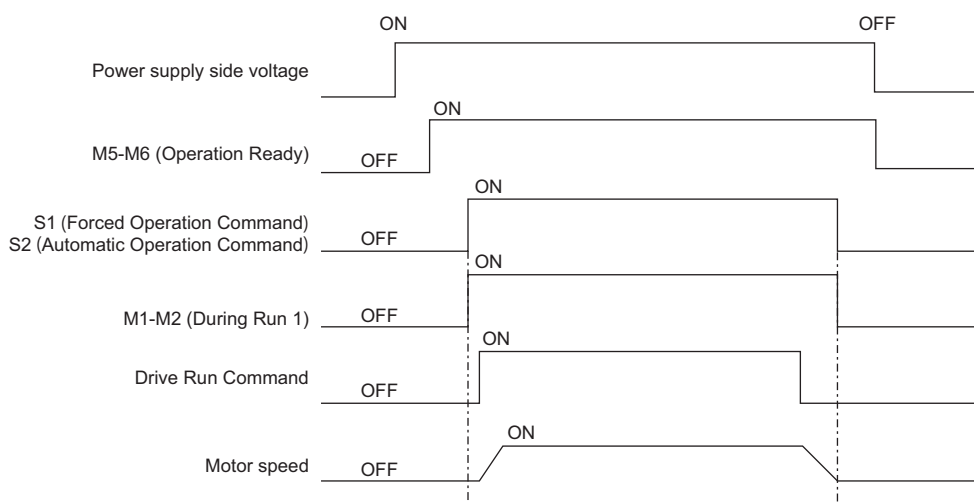 ON OFF
Power supply side voltage
ON
M5-M6 (Operation Ready) OFF
ON
S1 (Forced Operation Command)
S2 (Automatic Operation Command) OFF
ON
M1-M2 (During Run 1) OFF
ON
Drive Run Command OFF
ON
Motor speed OFF